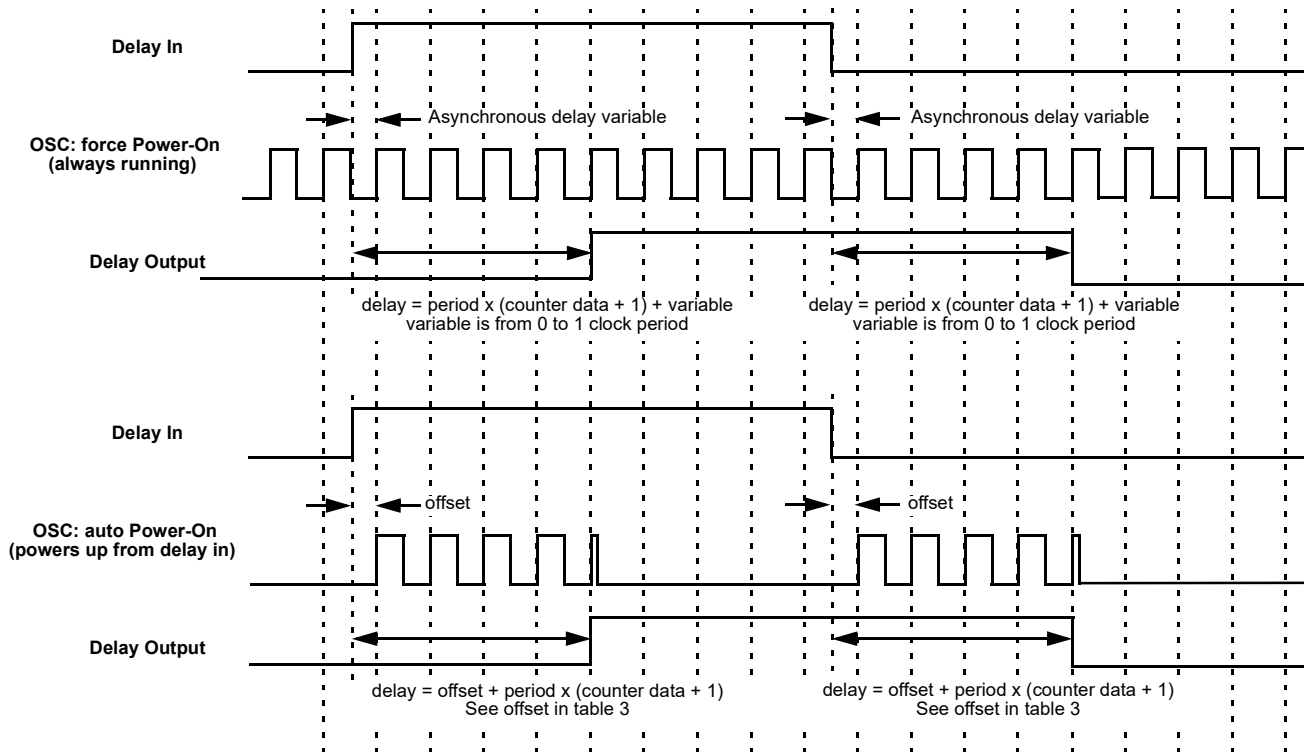 Delay In
Asynchronous delay variable
Asynchronous delay variable
OSC: force Power-On
(always running)
Delay Output
delay = period x (counter data + 1) + variable
variable is from 0 to 1 clock period
delay = period x (counter data + 1) + variable
variable is from 0 to 1 clock period
Delay In
offset
offset
OSC: auto Power-On
(powers up from delay in)
Delay Output
delay = offset + period x (counter data + 1)
See offset in table 3
delay = offset + period x (counter data + 1)
See offset in table 3